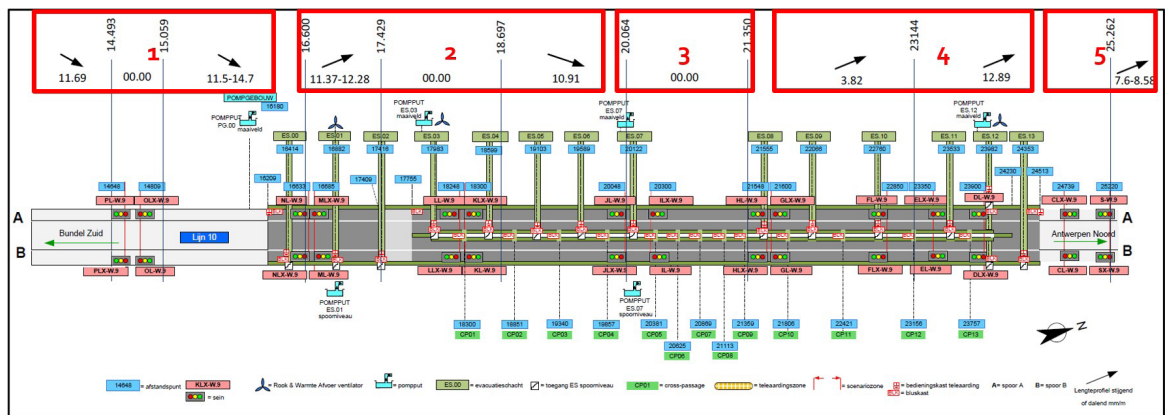 14.493
15.059
16.600
17.429
18.697
20.064
21.350
23144
25.262
1
2
3
4
5
11.69
00.00
11.5-14.7
11.37-12.28
00.00
10.91
00.00
3.82
12.89
7.6-8.58
POMPGEBOUW
16180
POMPPUT
PG.00
maaiveld
POMPPUT
ES.03
maaiveld
POMPPUT
ES.07
maaiveld
POMPPUT
ES.12
maaiveld
ES.00
ES.01
ES.02
ES.03
ES.04
ES.05
ES.06
ES.07
ES.08
ES.09
ES.10
ES.11
ES.12
ES.13
16414
16882
17416
17983
18599
19103
19589
20122
21555
22066
22760
23533
23982
24353
16209
17409
17755
24230
24513
14648
14809
16633
16685
18248
18300
20048
20300
21548
21600
22850
23350
23900
24739
25220
PL-W.9
OLX-W.9
NL-W.9
MLX-W.9
LL-W.9
KLX-W.9
JL-W.9
ILX-W.9
HL-W.9
GLX-W.9
FL-W.9
ELX-W.9
DL-W.9
CLX-W.9
S-W.9
A
A
Bundel Zuid
Lijn 10
Antwerpen Noord
B
B
PLX-W.9
OL-W.9
NLX-W.9
ML-W.9
LLX-W.9
KL-W.9
JLX-W.9
IL-W.9
HLX-W.9
GL-W.9
FLX-W.9
EL-W.9
DLX-W.9
CL-W.9
SX-W.9
POMPPUT
ES.01
spoorniveau
POMPPUT
ES.07
spoorniveau
18300
18951
19340
19857
20381
20625
20869
21113
21359
21806
22421
23156
23757
CP01
CP02
CP03
CP04
CP05
CP06
CP07
CP08
CP09
CP10
CP11
CP12
CP13
N
14648 = afstandspunt
KLX-W.9
= sein
= Rook & Warmte Afvoer ventilator
= pompput
ES.00 = evacuatieschacht
= toegang ES spoorniveau
CP01 = cross-passage
= teleaardingszone
= scenariozone
= bedieningskast teleaarding
= bluskast
A= spoor A
B = spoor B
Lengteprofiel stijgend
of dalend mm/m